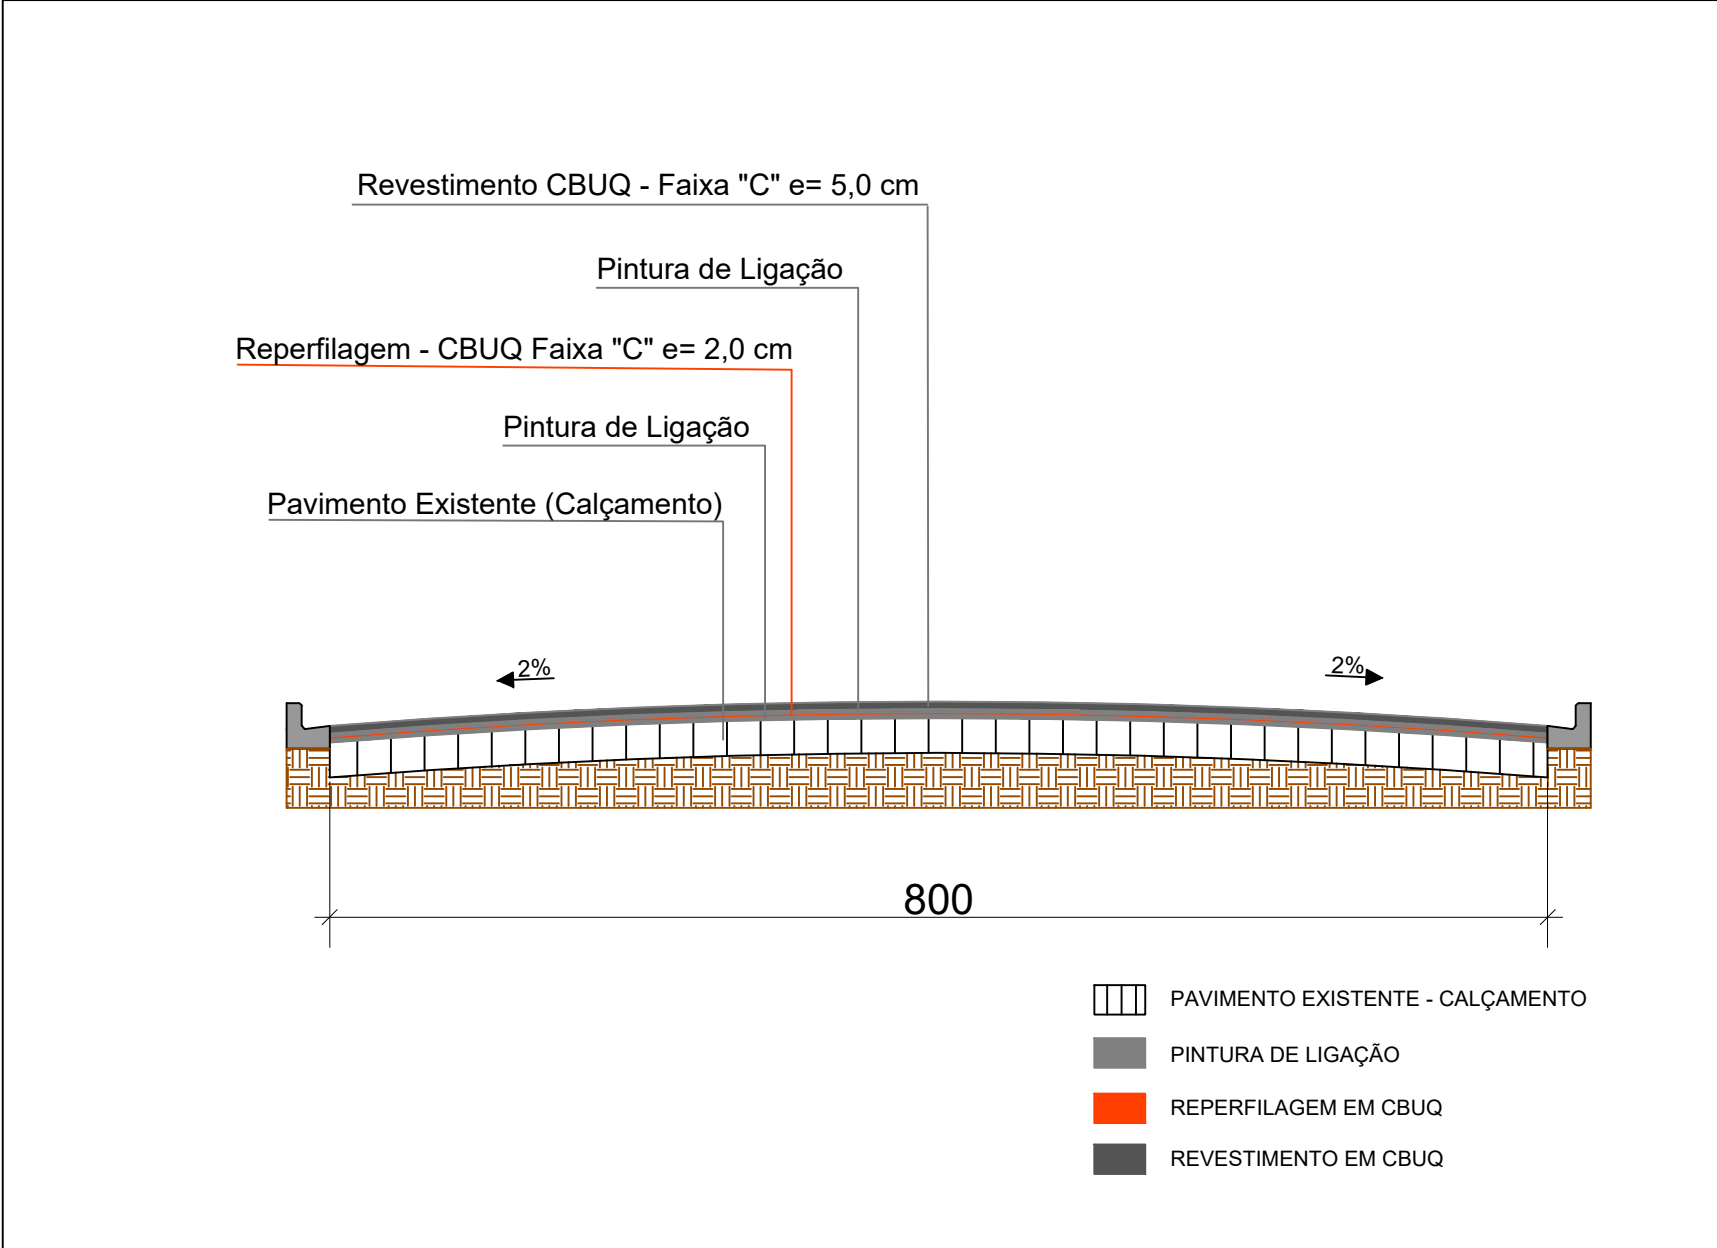 Revestimento CBUQ - Faixa "C" e= 5,0 cm
Pintura de Ligação
Reperfilagem - CBUQ Faixa "C" e= 2,0 cm
Pintura de Ligação
Pavimento Existente (Calçamento)
2%
2%
800
PAVIMENTO EXISTENTE - CALÇAMENTO
PINTURA DE LIGAÇÃO
REPERFILAGEM EM CBUQ
REVESTIMENTO EM CBUQ